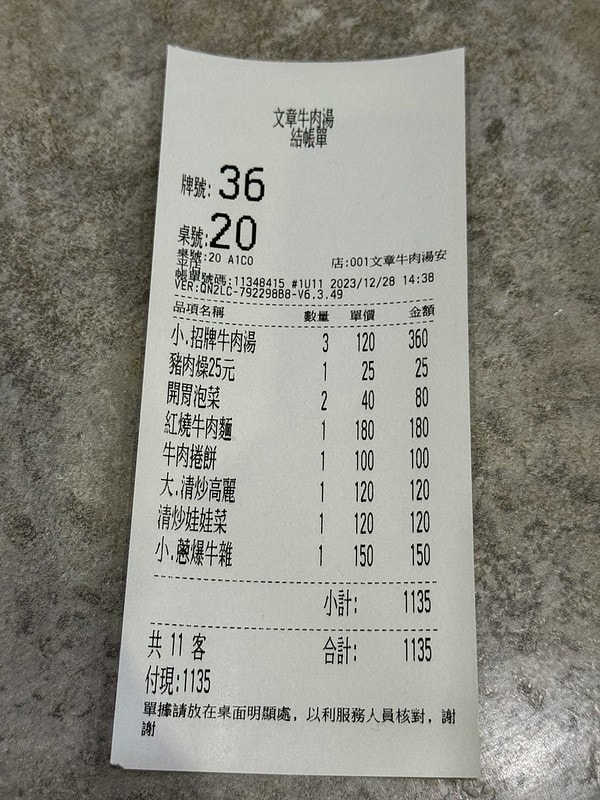 文章牛肉湯
結帳單
牌號: 36
桌號:20
桌號:20 A1CO 店:001文章牛肉湯安
帳單號碼:11348415 #1U11 2023/12/28 14:38
VER:QN2LC-792298B8-V6.3.49
品項名稱 數量 單價 金額
小.招牌牛肉湯 3 120 360
豬肉燥25元 1 25 25
開胃泡菜 2 40 80
紅燒牛肉麵 1 180 180
牛肉捲餅 1 100 100
大.清炒高麗 1 120 120
清炒娃娃菜 1 120 120
小.蔥爆牛雜 1 150 150
小計: 1135
共 11 客 合計: 1135
付現:1135
單據請放在桌面明顯處, 以利服務人員核對, 謝
謝